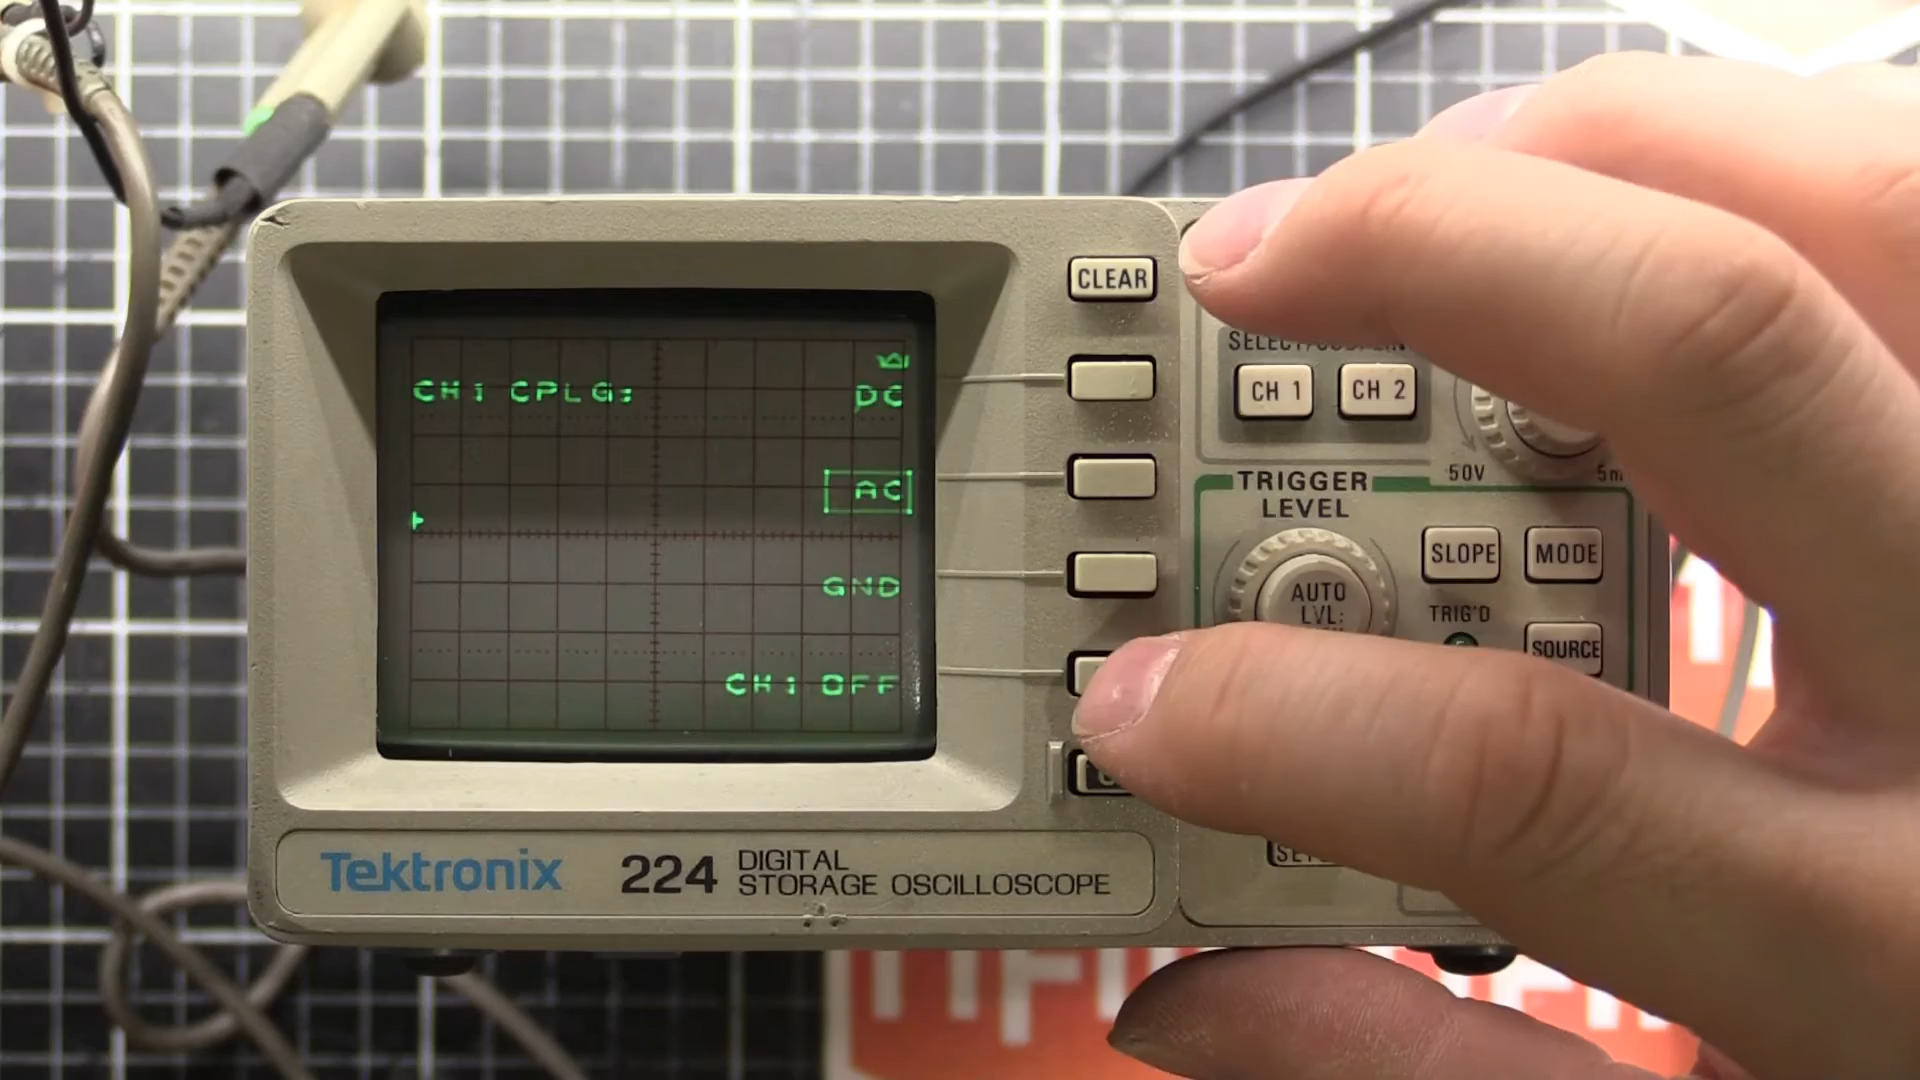 CLEAR
CH1 CPLG:
DC
AC
GND
CH1 OFF
CH 1
CH 2
50V
5m
TRIGGER
LEVEL
SLOPE
MODE
AUTO
LVL:
TRIG'D
SOURCE
Tektronix
224
DIGITAL
STORAGE OSCILLOSCOPE